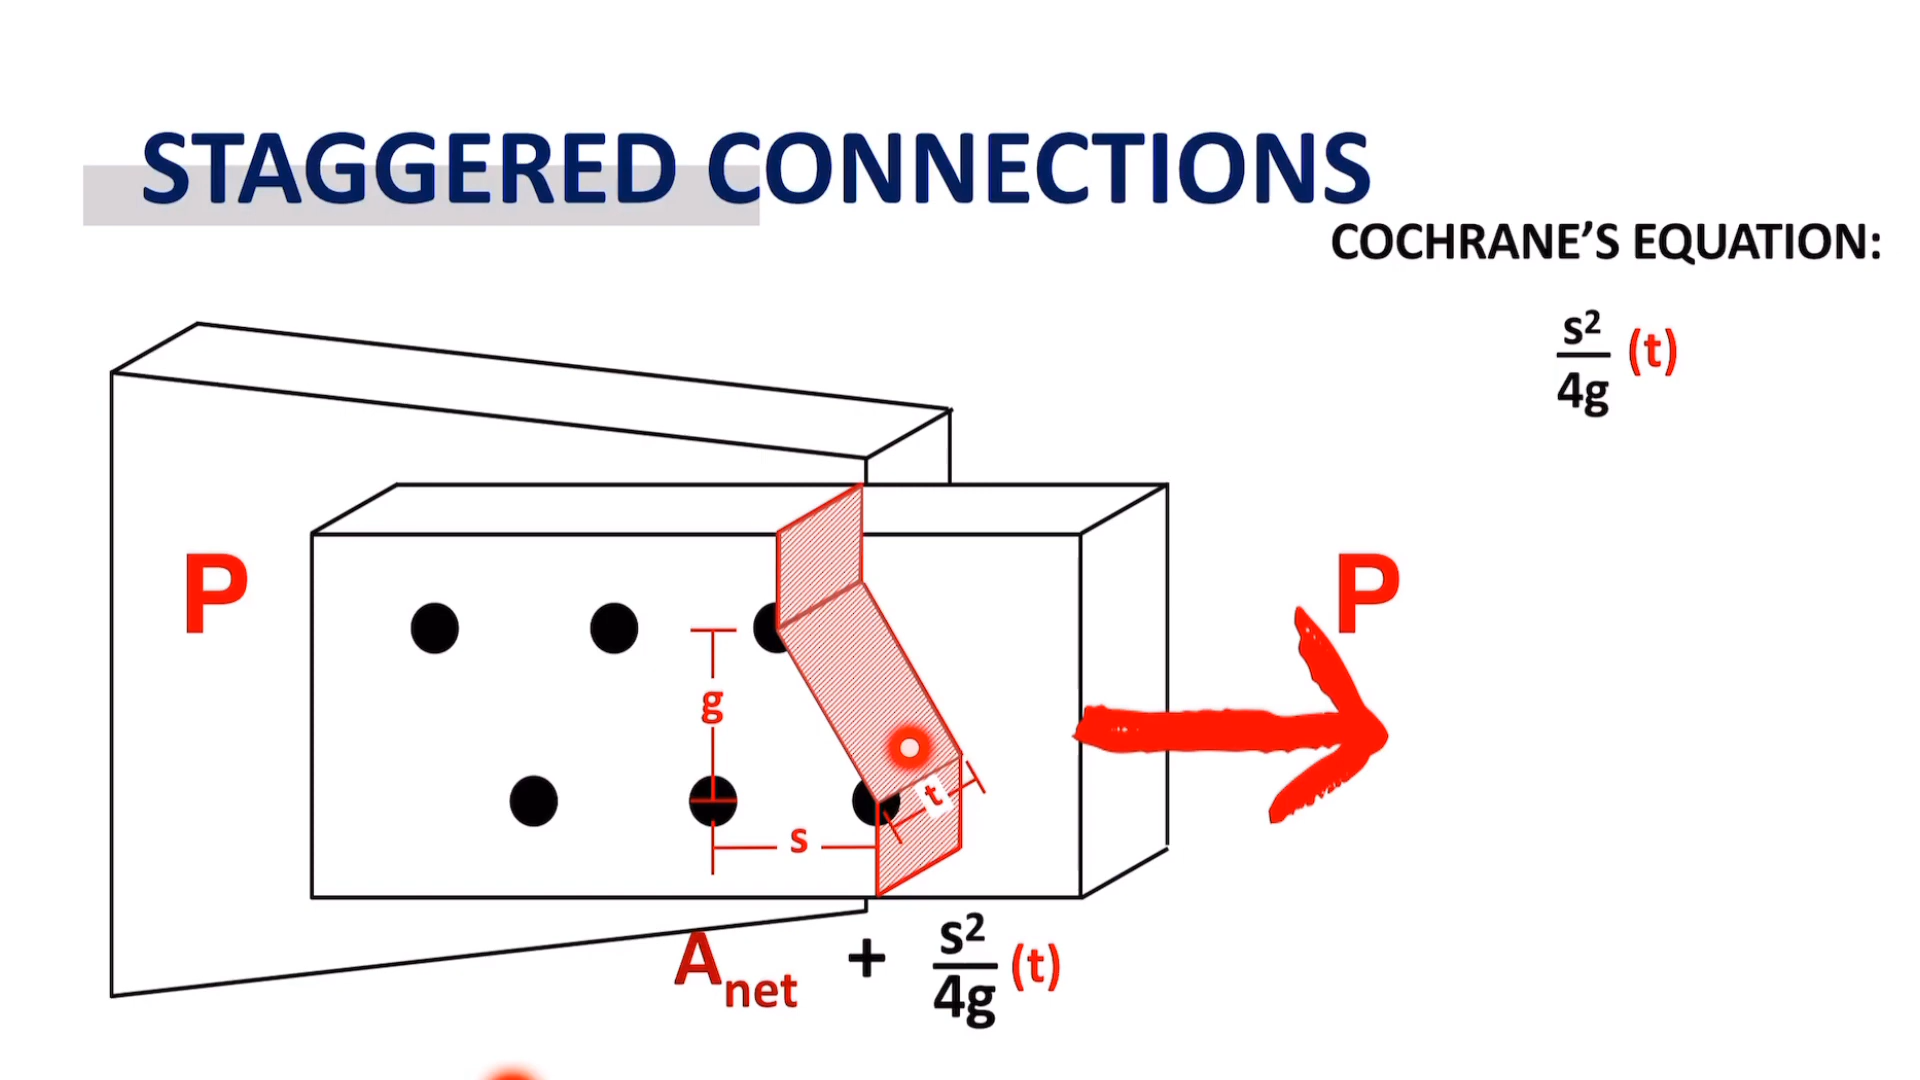 STAGGERED CONNECTIONS
COCHRANE’S EQUATION:
s²
4g
(t)
P
P
g
t
s
Anet + s²
4g
(t)